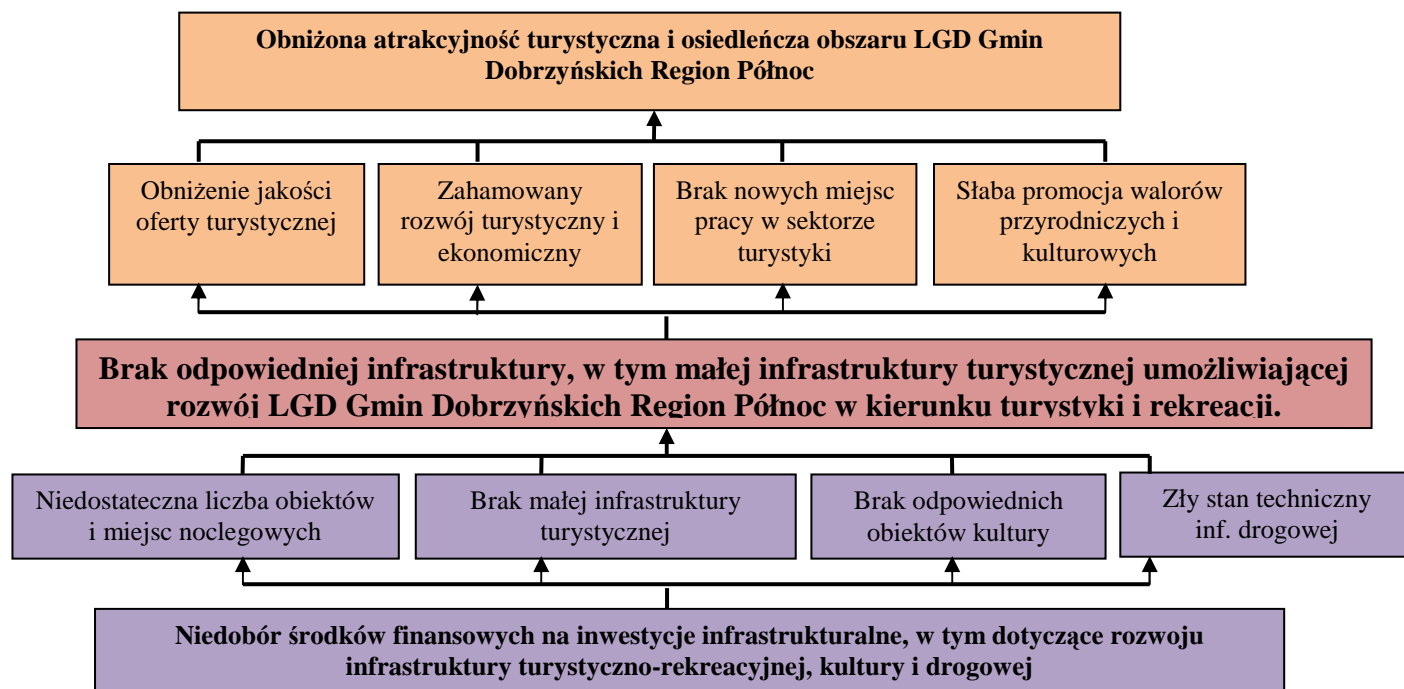 Obniżona atrakcyjność turystyczna i osiedleńcza obszaru LGD Gmin
Dobrzyńskich Region Północ
Obniżenie jakości
oferty turystycznej
Zahamowany
rozwój turystyczny i
ekonomiczny
Brak nowych miejsc
pracy w sektorze
turystyki
Słaba promocja walorów
przyrodniczych i
kulturowych
Brak odpowiedniej infrastruktury, w tym małej infrastruktury turystycznej umożliwiającej
rozwój LGD Gmin Dobrzyńskich Region Północ w kierunku turystyki i rekreacji.
Niedostateczna liczba obiektów
i miejsc noclegowych
Brak małej infrastruktury
turystycznej
Brak odpowiednich
obiektów kultury
Zły stan techniczny
inf. drogowej
Niedobór środków finansowych na inwestycje infrastrukturalne, w tym dotyczące rozwoju
infrastruktury turystyczno-rekreacyjnej, kultury i drogowej